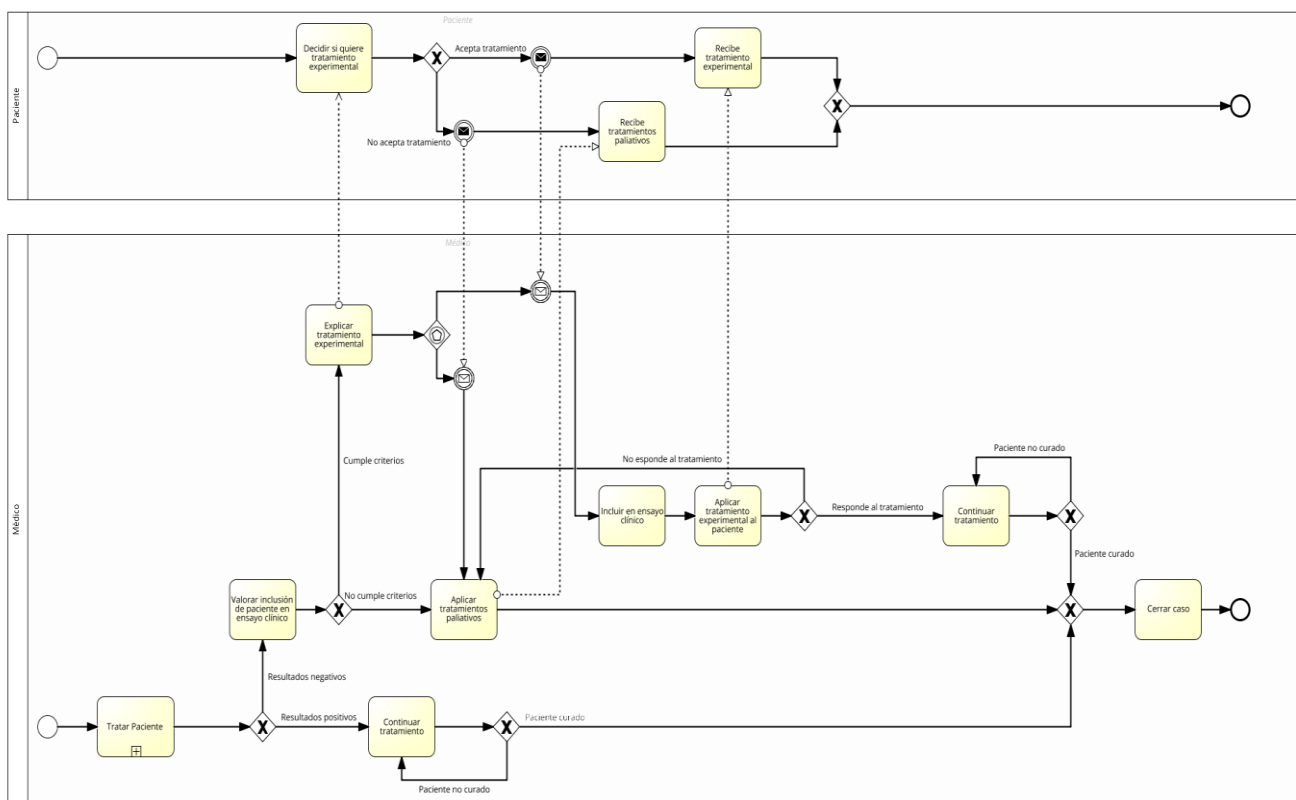 Paciente
Paciente
Decidir si quiere
tratamiento
experimental
Acepta tratamiento
Recibe
tratamiento
experimental
No acepta tratamiento
Recibe
tratamientos
paliativos
Médico
Médico
Explicar
tratamiento
experimental
Cumple criterios
No esponde al tratamiento
Paciente no curado
Incluir en ensayo
clínico
Aplicar
tratamiento
experimental al
paciente
Responde al tratamiento
Continuar
tratamiento
Paciente curado
Valorar inclusión
de paciente en
ensayo clínico
No cumple criterios
Aplicar
tratamientos
paliativos
Cerrar caso
Resultados negativos
Tratar Paciente
Resultados positivos
Continuar
tratamiento
Paciente curado
Paciente no curado